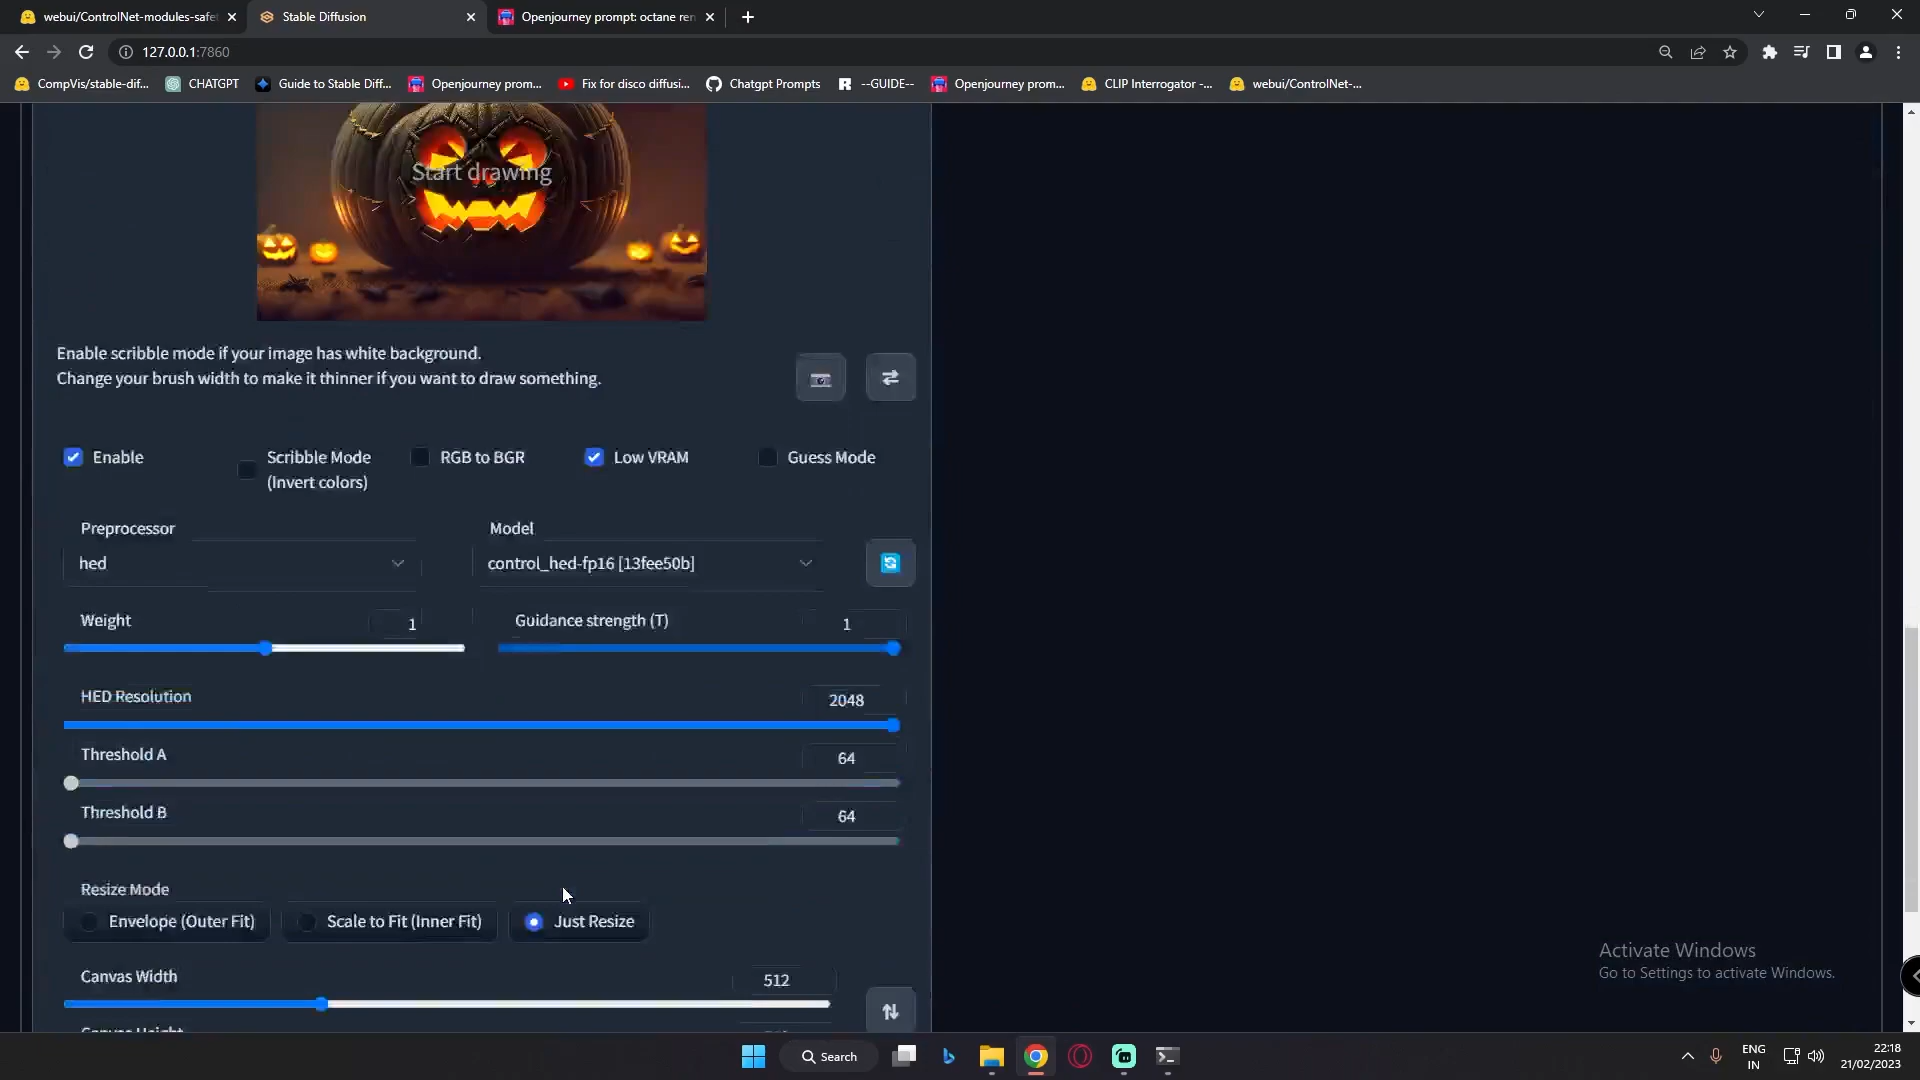 webui/ControlNet-modules-safet
Stable Diffusion
Openjourney prompt: octane ren
127.0.0.1:7860
CompVis/stable-dif...
CHATGPT
Guide to Stable Diff...
Openjourney prom...
Fix for disco diffusi...
Chatgpt Prompts
--GUIDE--
Openjourney prom...
CLIP Interrogator -...
webui/ControlNet-...
Start drawing
Enable scribble mode if your image has white background.
Change your brush width to make it thinner if you want to draw something.
Enable
Scribble Mode
(Invert colors)
RGB to BGR
Low VRAM
Guess Mode
Preprocessor
Model
hed
control_hed-fp16 [13fee50b]
Weight
1
Guidance strength (T)
1
HED Resolution
2048
Threshold A
64
Threshold B
64
Resize Mode
Envelope (Outer Fit)
Scale to Fit (Inner Fit)
Just Resize
Canvas Width
512
Canvas Height
Activate Windows
Go to Settings to activate Windows.
Search
ENG
IN
22:18
21/02/2023